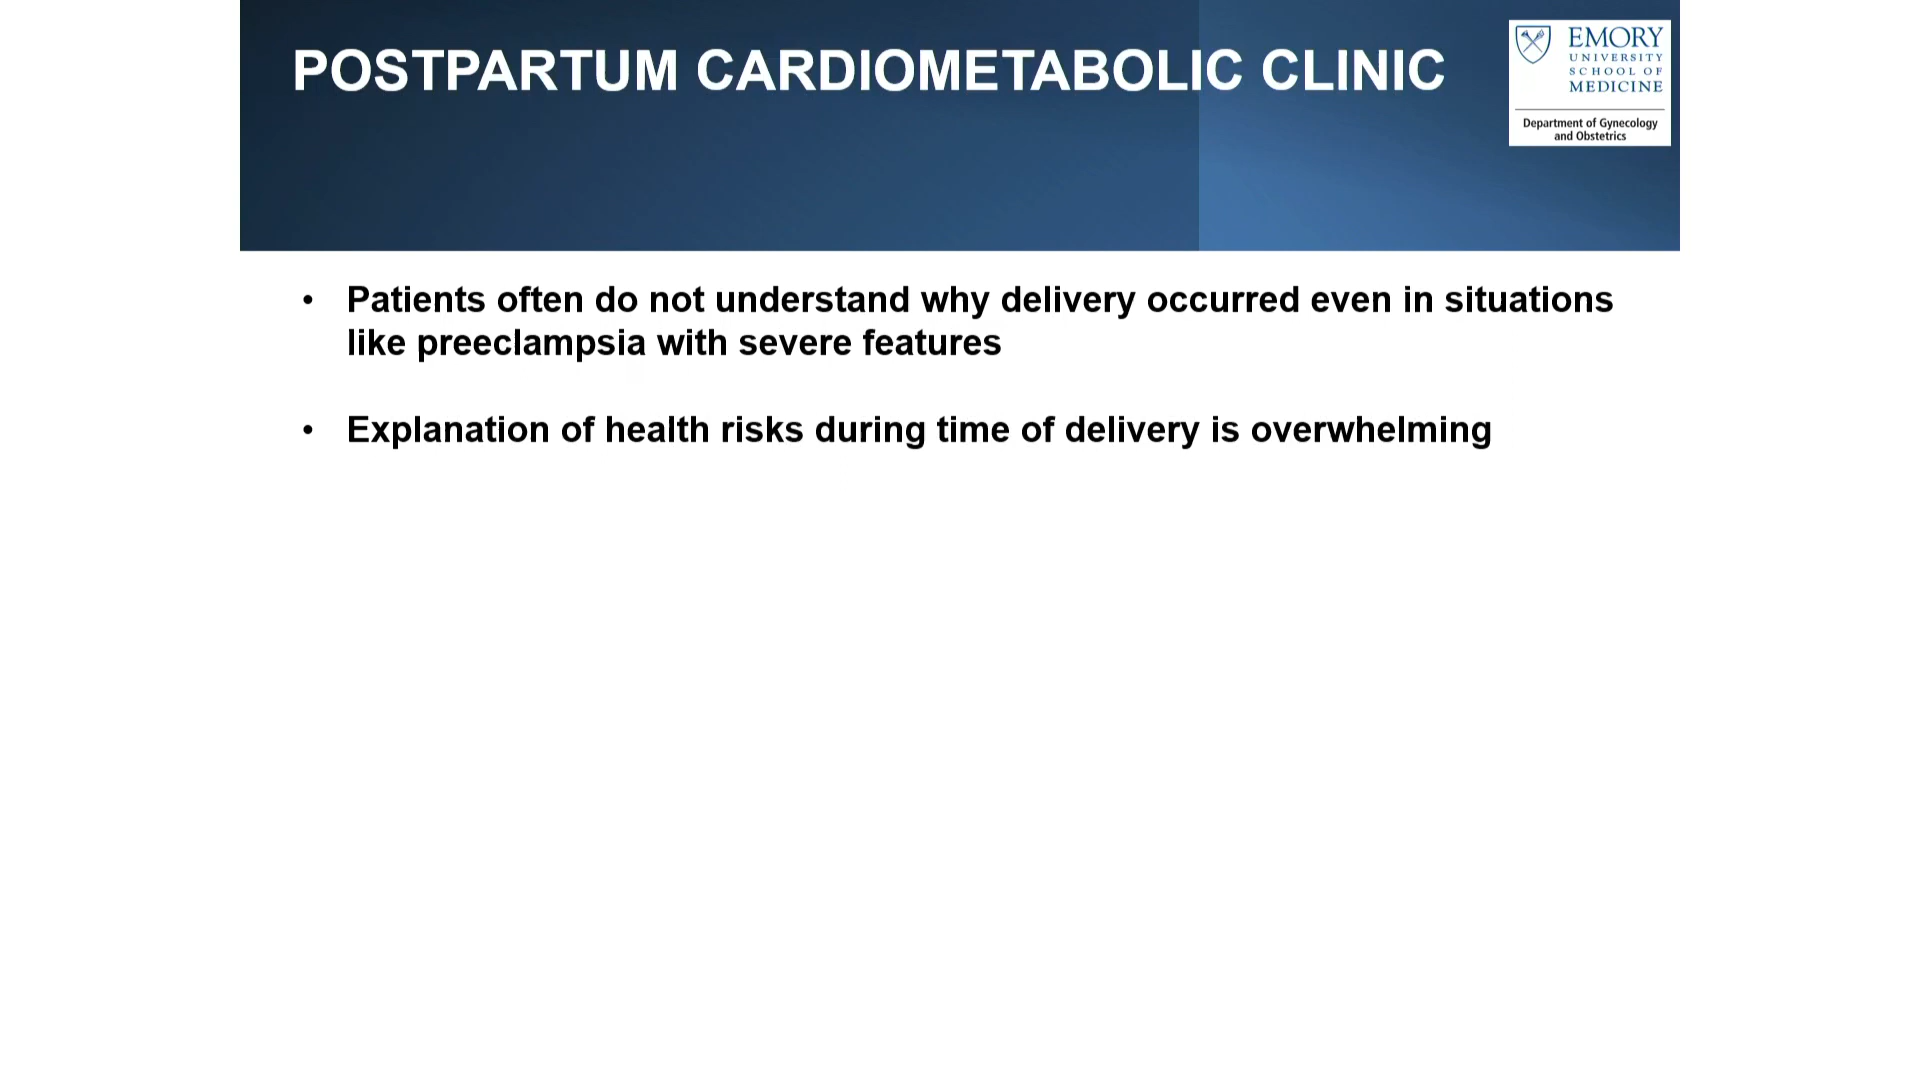 POSTPARTUM CARDIOMETABOLIC CLINIC
EMORY
UNIVERSITY
SCHOOL OF
MEDICINE
Department of Gynecology
and Obstetrics
• Patients often do not understand why delivery occurred even in situations
like preeclampsia with severe features
• Explanation of health risks during time of delivery is overwhelming